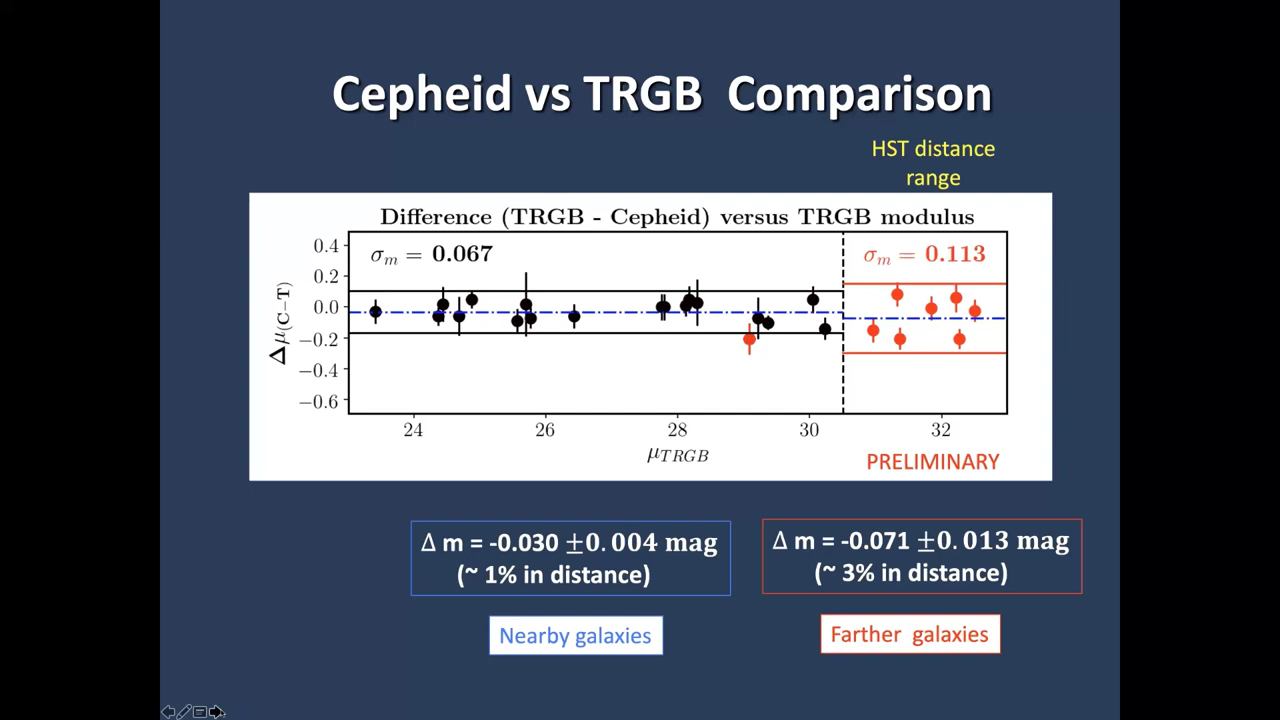 Cepheid vs TRGB Comparison
HST distance
range
Difference (TRGB - Cepheid) versus TRGB modulus
σm = 0.067
σm = 0.113
0.4
0.2
0.0
−0.2
−0.4
−0.6
Δμ(C−T)
24 26 28 30 32
μTRGB
PRELIMINARY
Δ m = -0.030 ±0.004 mag
(~ 1% in distance)
Δ m = -0.071 ±0.013 mag
(~ 3% in distance)
Nearby galaxies
Farther galaxies